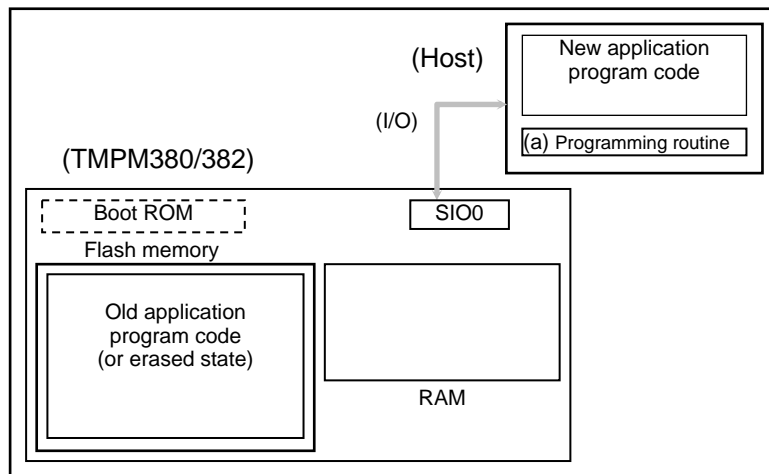 (Host)
New application
program code
(I/O)
(a) Programming routine
(TMPM380/382)
Boot ROM
SIO0
Flash memory
Old application
program code
(or erased state)
RAM